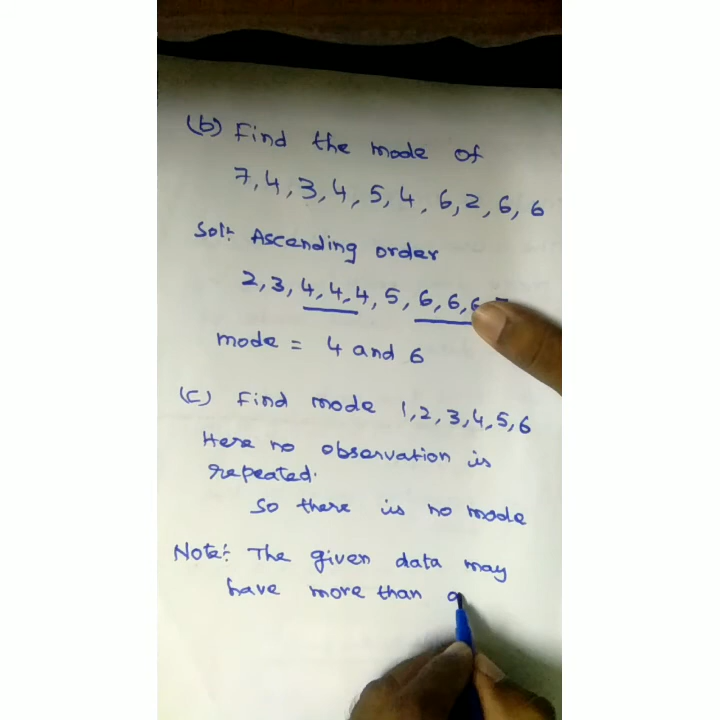 (b) Find the mode of
7, 4, 3, 4, 5, 4, 6, 2, 6, 6
Sol: Ascending order
2, 3, 4, 4, 4, 5, 6, 6, 6
mode = 4 and 6
(c) Find mode 1, 2, 3, 4, 5, 6
Here no observation is
repeated.
So there is no mode
Note: The given data may
have more than